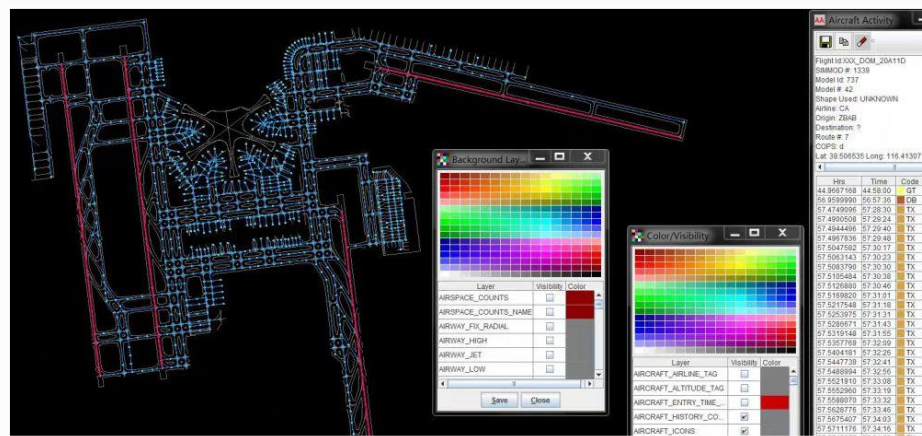 Aircraft Activity
Flight Id:XXX_DOM_20A11D
SIMMOD #: 1339
Model Id: 737
Model #: 42
Shape Used: UNKNOWN
Airline: CA
Origin: ZBAB
Destination: ?
Route #: 7
COPS: d
Lat: 39.506535 Long: 116.41307
Hrs Time Code
44.9667168 44:58:00 GT
56.9599990 56:57:36 DB
57.4749096 57:28:30 TX
57.4900508 57:29:24 TX
57.4944496 57:29:40 TX
57.4967836 57:29:48 TX
57.5047582 57:30:17 TX
57.5063143 57:30:23 TX
57.5083790 57:30:30 TX
57.5105484 57:30:38 TX
57.5126880 57:30:46 TX
57.5169820 57:31:01 TX
57.5217548 57:31:18 TX
57.5253975 57:31:31 TX
57.5286671 57:31:43 TX
57.5319148 57:31:55 TX
57.5357769 57:32:09 TX
57.5404181 57:32:26 TX
57.5447739 57:32:41 TX
57.5488994 57:32:56 TX
57.5521910 57:33:08 TX
57.5552960 57:33:19 TX
57.5588070 57:33:32 TX
57.5628776 57:33:46 TX
57.5675407 57:34:03 TX
57.5711176 57:34:16 TX
Background Lay...
Layer Visibility Color
AIRSPACE_COUNTS
AIRSPACE_COUNTS_NAME
AIRWAY_FIX_RADIAL
AIRWAY_HIGH
AIRWAY_JET
AIRWAY_LOW
Save Close
Color/Visibility
Layer Visibility Color
AIRCRAFT_AIRLINE_TAG
AIRCRAFT_ALTITUDE_TAG
AIRCRAFT_ENTRY_TIME_...
AIRCRAFT_HISTORY_CO...
AIRCRAFT_ICONS